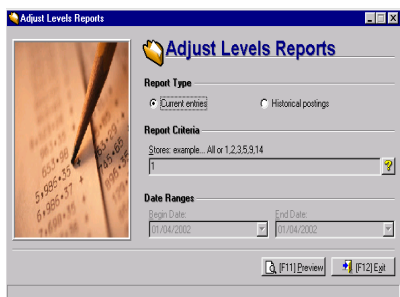 Adjust Levels Reports
Adjust Levels Reports
Report Type
Current entries Historical postings
Report Criteria
Stores: example... All or 1,2,3,5,9,14
1
Date Ranges
Begin Date: End Date:
01/04/2002 01/04/2002
[F11] Preview [F12] Exit